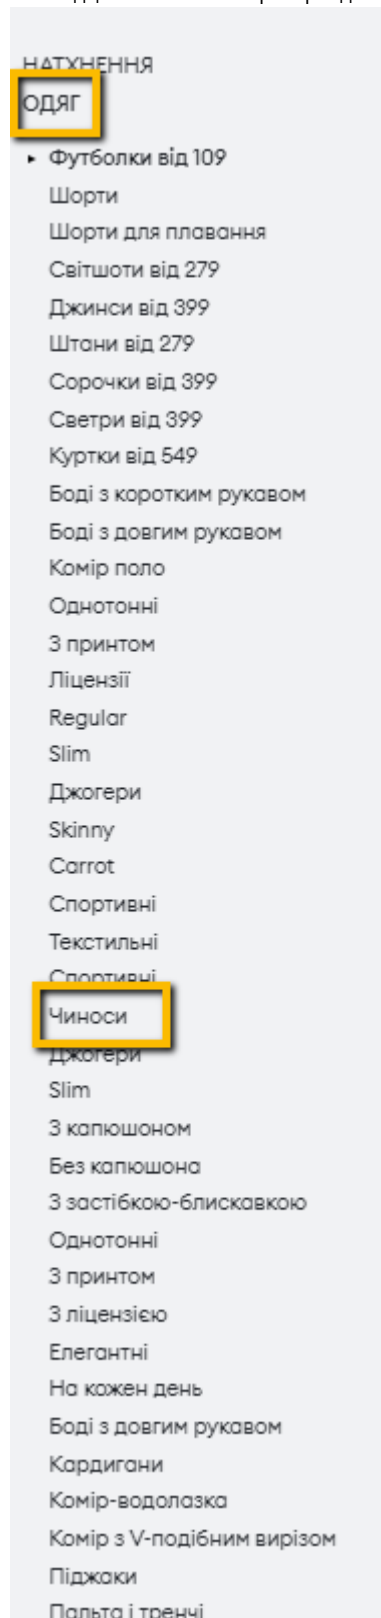 НАТХНЕННЯ
ОДЯГ
Футболки від 109
Шорти
Шорти для плавання
Світшоти від 279
Джинси від 399
Штани від 279
Сорочки від 399
Светри від 399
Куртки від 549
Боді з коротким рукавом
Боді з довгим рукавом
Комір поло
Однотонні
З принтом
Ліцензії
Regular
Slim
Джогери
Skinny
Carrot
Спортивні
Текстильні
Спортивні
Чиноси
Джогери
Slim
З капюшоном
Без капюшона
З застібкою-блискавкою
Однотонні
З принтом
З ліцензією
Елегантні
На кожен день
Боді з довгим рукавом
Кардигани
Комір-водолазка
Комір з V-подібним вирізом
Піджаки
Пальта і тренчі